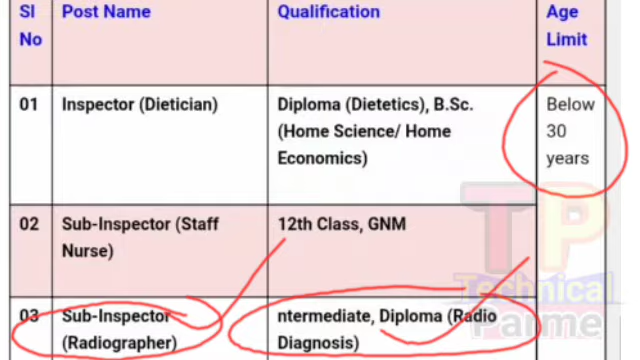 Sl No Post Name Qualification Age Limit
01 Inspector (Dietician) Diploma (Dietetics), B.Sc. (Home Science/ Home Economics) Below 30 years
02 Sub-Inspector (Staff Nurse) 12th Class, GNM
03 Sub-Inspector (Radiographer) ntermediate, Diploma (Radio Diagnosis)
TP
Technical
Parme